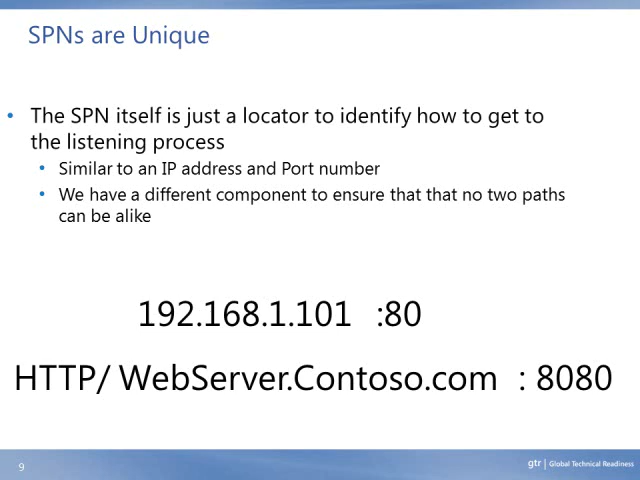 SPNs are Unique
• The SPN itself is just a locator to identify how to get to
the listening process
• Similar to an IP address and Port number
• We have a different component to ensure that that no two paths
can be alike
192.168.1.101 :80
HTTP/ WebServer.Contoso.com : 8080
9
gtr | Global Technical Readiness